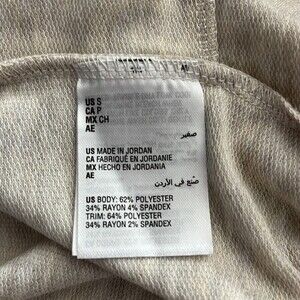 US S
CA P
MX CH
AE
صغير
US MADE IN JORDAN
CA FABRIQUÉ EN JORDANIE
MX HECHO EN JORDANIA
AE
صنع في الأردن
US BODY: 62% POLYESTER
34% RAYON 4% SPANDEX
TRIM: 64% POLYESTER
34% RAYON 2% SPANDEX